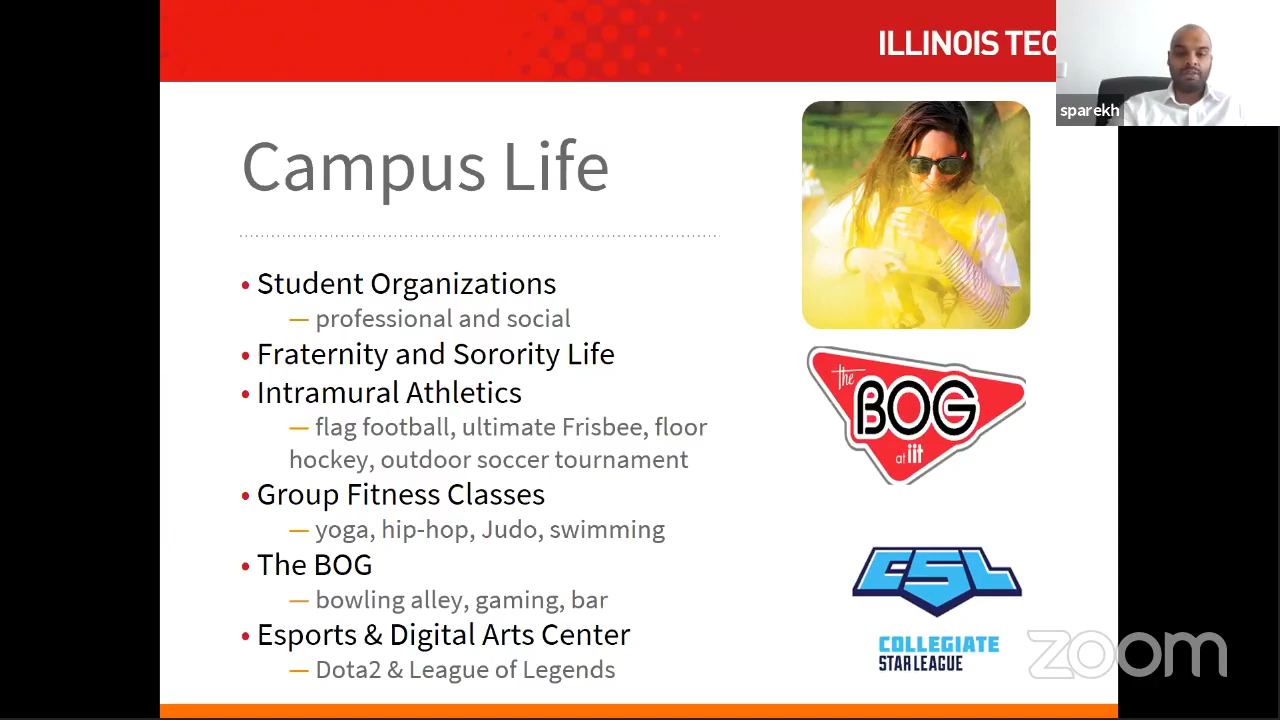 ILLINOIS TEC
sparekh
Campus Life
• Student Organizations
— professional and social
• Fraternity and Sorority Life
• Intramural Athletics
— flag football, ultimate Frisbee, floor
hockey, outdoor soccer tournament
• Group Fitness Classes
— yoga, hip-hop, Judo, swimming
• The BOG
— bowling alley, gaming, bar
• Esports & Digital Arts Center
— Dota2 & League of Legends
the
BOG
at iit
CSL
COLLEGIATE
STARLEAGUE
zoom